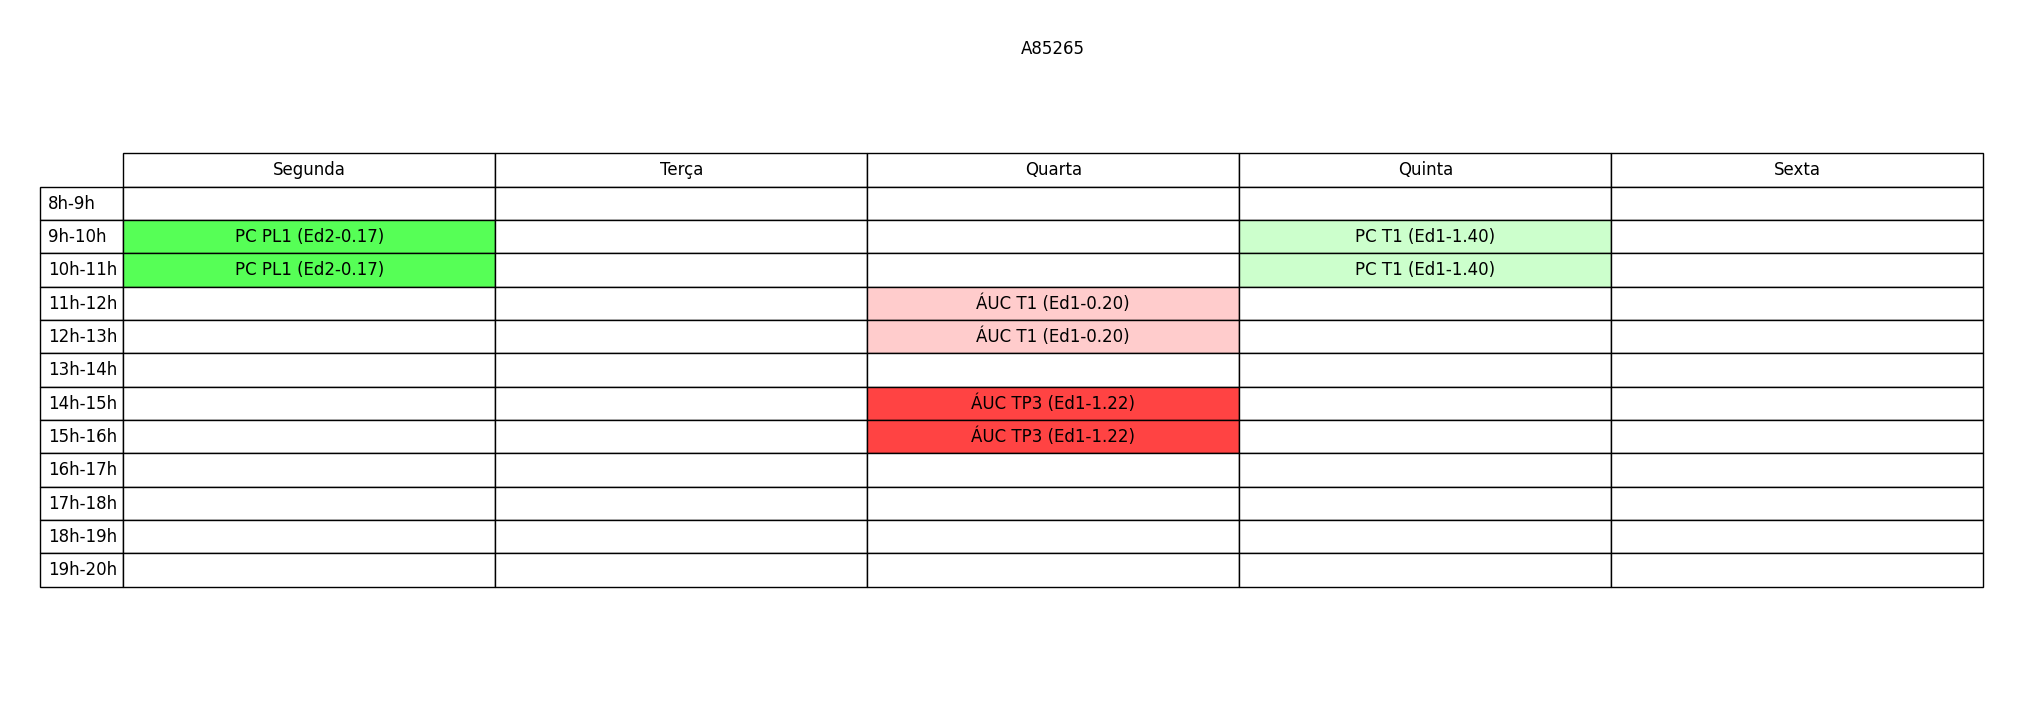 A85265
Segunda Terça Quarta Quinta Sexta
8h-9h
9h-10h PC PL1 (Ed2-0.17) PC T1 (Ed1-1.40)
10h-11h PC PL1 (Ed2-0.17) PC T1 (Ed1-1.40)
11h-12h ÁUC T1 (Ed1-0.20)
12h-13h ÁUC T1 (Ed1-0.20)
13h-14h
14h-15h ÁUC TP3 (Ed1-1.22)
15h-16h ÁUC TP3 (Ed1-1.22)
16h-17h
17h-18h
18h-19h
19h-20h